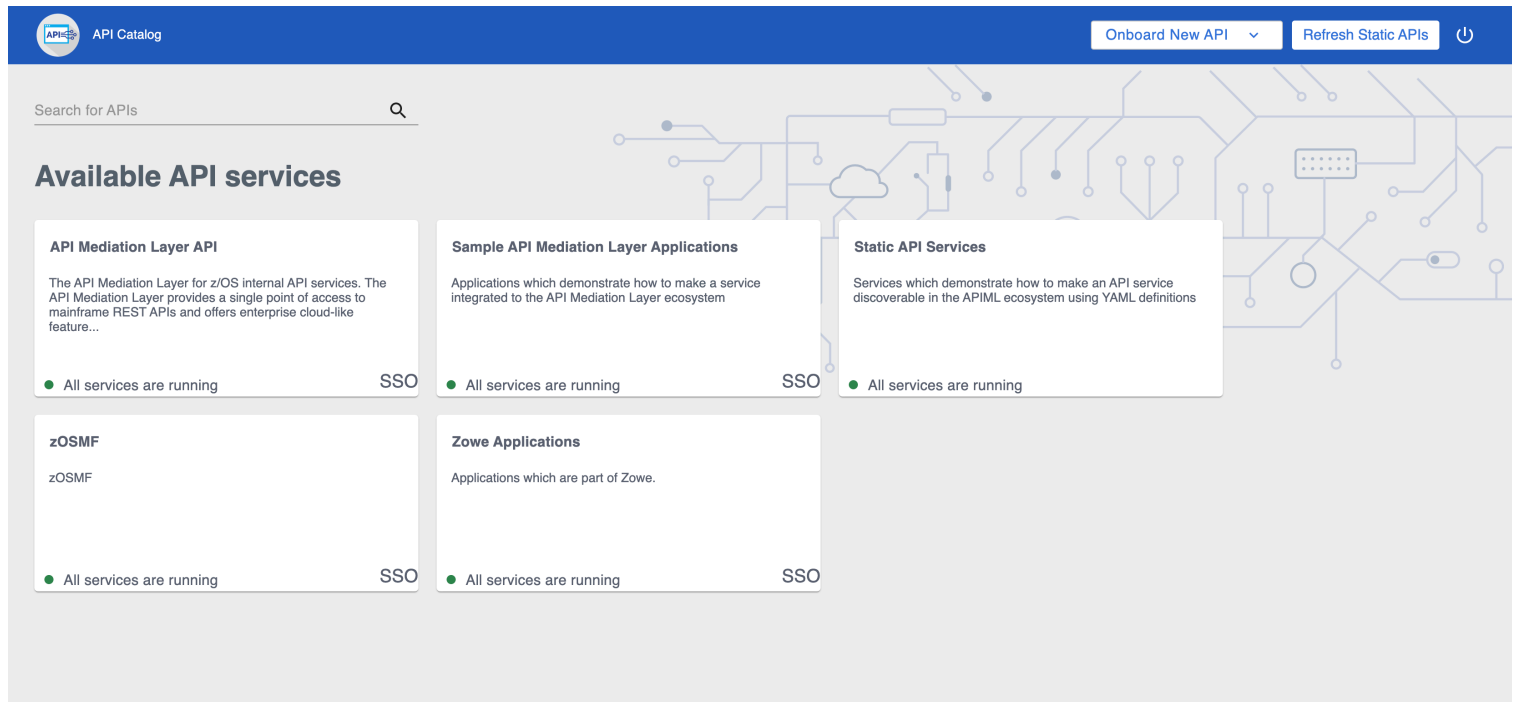 API
API Catalog
Onboard New API
Refresh Static APIs
Search for APIs
Available API services
API Mediation Layer API
The API Mediation Layer for z/OS internal API services. The
API Mediation Layer provides a single point of access to
mainframe REST APIs and offers enterprise cloud-like
feature...
All services are running
SSO
Sample API Mediation Layer Applications
Applications which demonstrate how to make a service
integrated to the API Mediation Layer ecosystem
All services are running
SSO
Static API Services
Services which demonstrate how to make an API service
discoverable in the APIML ecosystem using YAML definitions
All services are running
zOSMF
zOSMF
All services are running
SSO
Zowe Applications
Applications which are part of Zowe.
All services are running
SSO